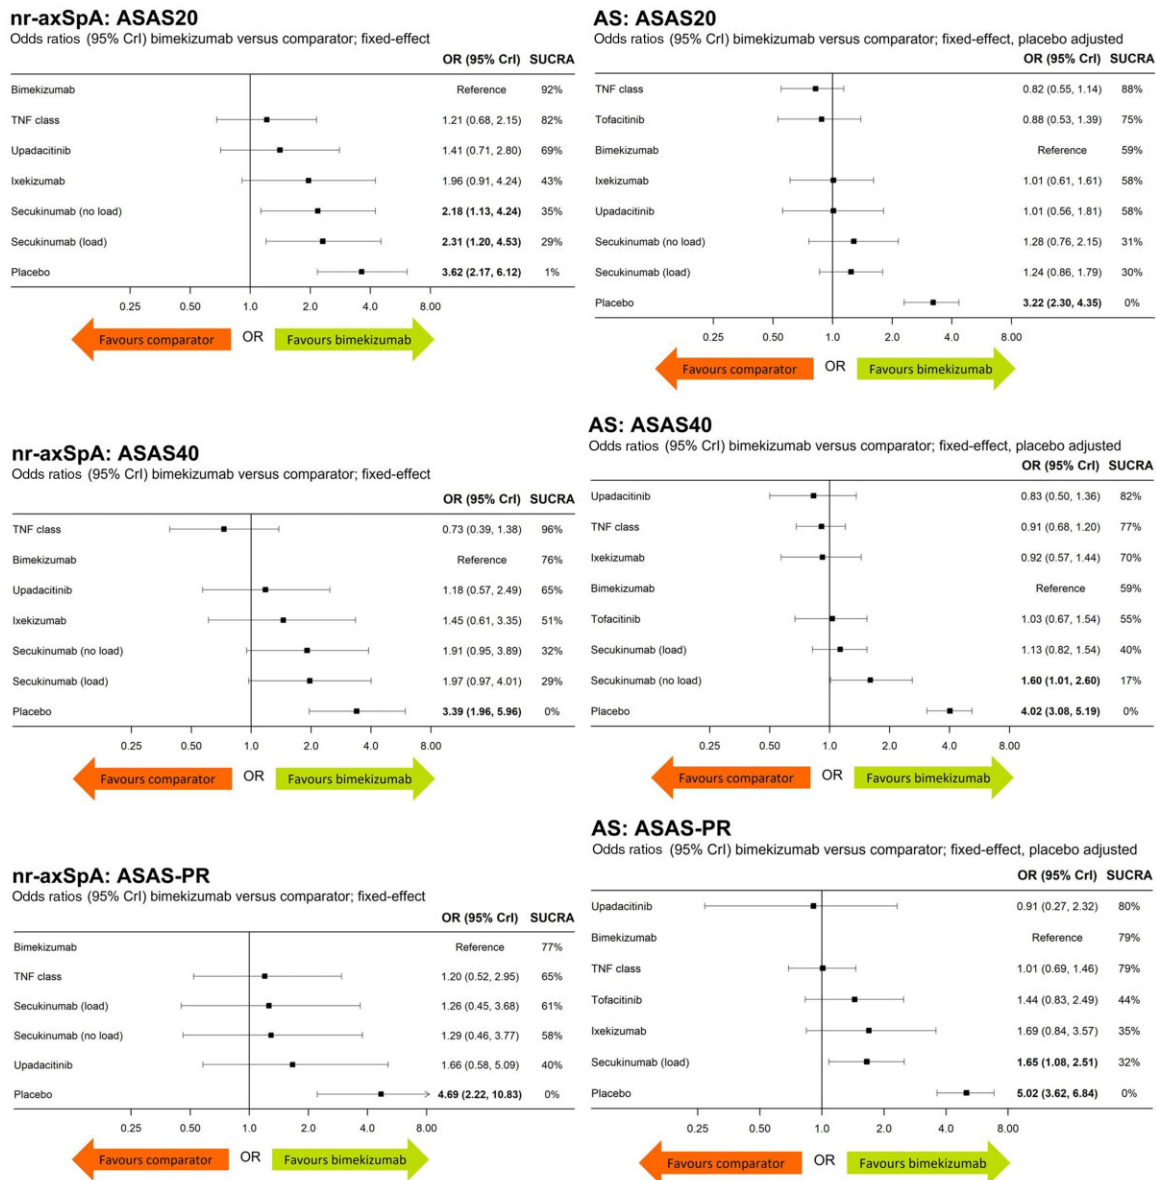 nr-axSpA: ASAS20
Odds ratios (95% CrI) bimekizumab versus comparator; fixed-effect
OR (95% CrI) SUCRA
Bimekizumab Reference 92%
TNF class 1.21 (0.68, 2.15) 82%
Upadacitinib 1.41 (0.71, 2.80) 69%
Ixekizumab 1.96 (0.91, 4.24) 43%
Secukinumab (no load) 2.18 (1.13, 4.24) 35%
Secukinumab (load) 2.31 (1.20, 4.53) 29%
Placebo 3.62 (2.17, 6.12) 1%
0.25 0.50 1.0 2.0 4.0 8.00
Favours comparator OR Favours bimekizumab
AS: ASAS20
Odds ratios (95% CrI) bimekizumab versus comparator; fixed-effect, placebo adjusted
OR (95% CrI) SUCRA
TNF class 0.82 (0.55, 1.14) 88%
Tofacitinib 0.88 (0.53, 1.39) 75%
Bimekizumab Reference 59%
Ixekizumab 1.01 (0.61, 1.61) 58%
Upadacitinib 1.01 (0.56, 1.81) 58%
Secukinumab (no load) 1.28 (0.76, 2.15) 31%
Secukinumab (load) 1.24 (0.86, 1.79) 30%
Placebo 3.22 (2.30, 4.35) 0%
0.25 0.50 1.0 2.0 4.0 8.00
Favours comparator OR Favours bimekizumab
nr-axSpA: ASAS40
Odds ratios (95% CrI) bimekizumab versus comparator; fixed-effect
OR (95% CrI) SUCRA
TNF class 0.73 (0.39, 1.38) 96%
Bimekizumab Reference 76%
Upadacitinib 1.18 (0.57, 2.49) 65%
Ixekizumab 1.45 (0.61, 3.35) 51%
Secukinumab (no load) 1.91 (0.95, 3.89) 32%
Secukinumab (load) 1.97 (0.97, 4.01) 29%
Placebo 3.39 (1.96, 5.96) 0%
0.25 0.50 1.0 2.0 4.0 8.00
Favours comparator OR Favours bimekizumab
AS: ASAS40
Odds ratios (95% CrI) bimekizumab versus comparator; fixed-effect, placebo adjusted
OR (95% CrI) SUCRA
Upadacitinib 0.83 (0.50, 1.36) 82%
TNF class 0.91 (0.68, 1.20) 77%
Ixekizumab 0.92 (0.57, 1.44) 70%
Bimekizumab Reference 59%
Tofacitinib 1.03 (0.67, 1.54) 55%
Secukinumab (load) 1.13 (0.82, 1.54) 40%
Secukinumab (no load) 1.60 (1.01, 2.60) 17%
Placebo 4.02 (3.08, 5.19) 0%
0.25 0.50 1.0 2.0 4.0 8.00
Favours comparator OR Favours bimekizumab
nr-axSpA: ASAS-PR
Odds ratios (95% CrI) bimekizumab versus comparator; fixed-effect
OR (95% CrI) SUCRA
Bimekizumab Reference 77%
TNF class 1.20 (0.52, 2.95) 65%
Secukinumab (load) 1.26 (0.45, 3.68) 61%
Secukinumab (no load) 1.29 (0.46, 3.77) 58%
Upadacitinib 1.66 (0.58, 5.09) 40%
Placebo 4.69 (2.22, 10.83) 0%
0.25 0.50 1.0 2.0 4.0 8.00
Favours comparator OR Favours bimekizumab
AS: ASAS-PR
Odds ratios (95% CrI) bimekizumab versus comparator; fixed-effect, placebo adjusted
OR (95% CrI) SUCRA
Upadacitinib 0.91 (0.27, 2.32) 80%
Bimekizumab Reference 79%
TNF class 1.01 (0.69, 1.46) 79%
Tofacitinib 1.44 (0.83, 2.49) 44%
Ixekizumab 1.69 (0.84, 3.57) 35%
Secukinumab (load) 1.65 (1.08, 2.51) 32%
Placebo 5.02 (3.62, 6.84) 0%
0.25 0.50 1.0 2.0 4.0 8.00
Favours comparator OR Favours bimekizumab